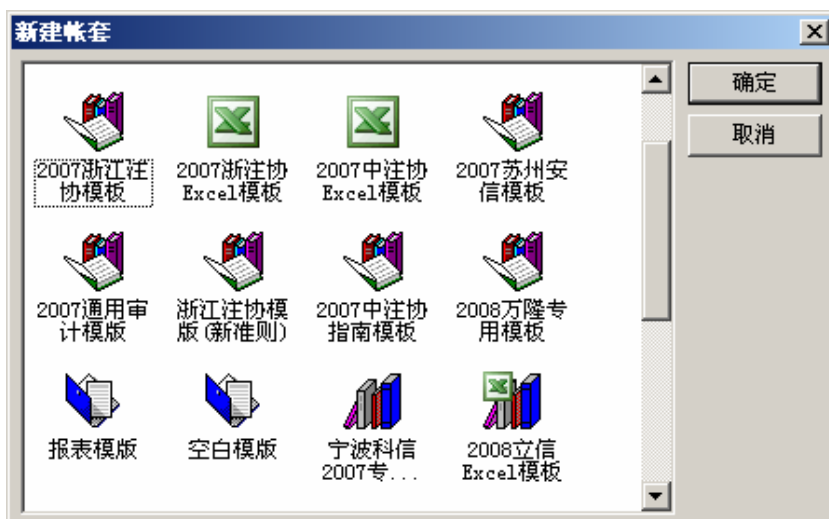 新建帐套
确定
取消
2007浙江注
协模板
2007浙注协
Excel模板
2007中注协
Excel模板
2007苏州安
信模板
2007通用审
计模版
浙江注协模
版(新准则)
2007中注协
指南模板
2008万隆专
用模板
报表模版
空白模版
宁波科信
2007专...
2008立信
Excel模板